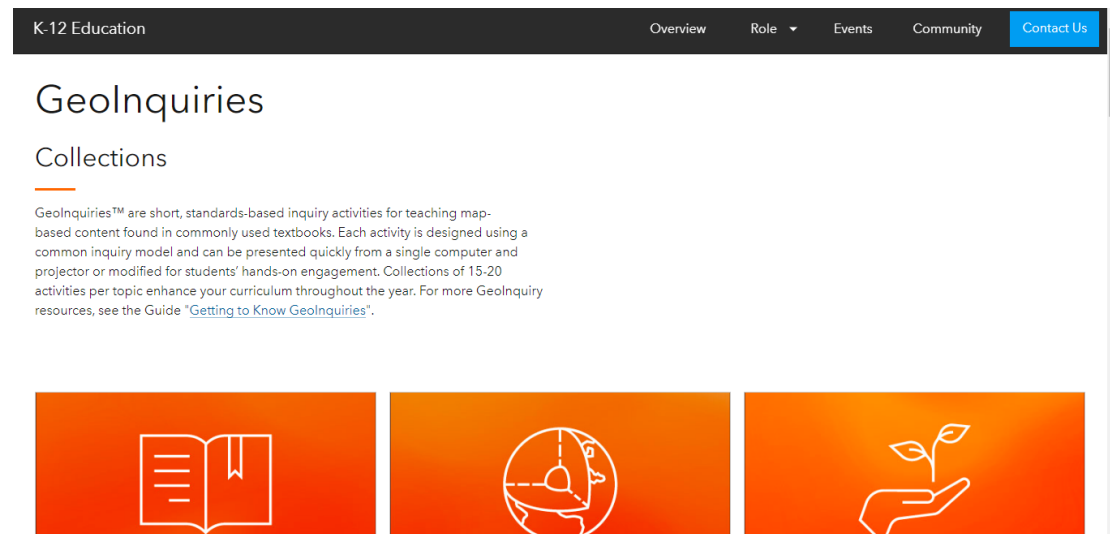 K-12 Education
Overview
Role
Events
Community
Contact Us
GeoInquiries
Collections
GeoInquiries™ are short, standards-based inquiry activities for teaching map-
based content found in commonly used textbooks. Each activity is designed using a
common inquiry model and can be presented quickly from a single computer and
projector or modified for students' hands-on engagement. Collections of 15-20
activities per topic enhance your curriculum throughout the year. For more GeoInquiry
resources, see the Guide "Getting to Know GeoInquiries".